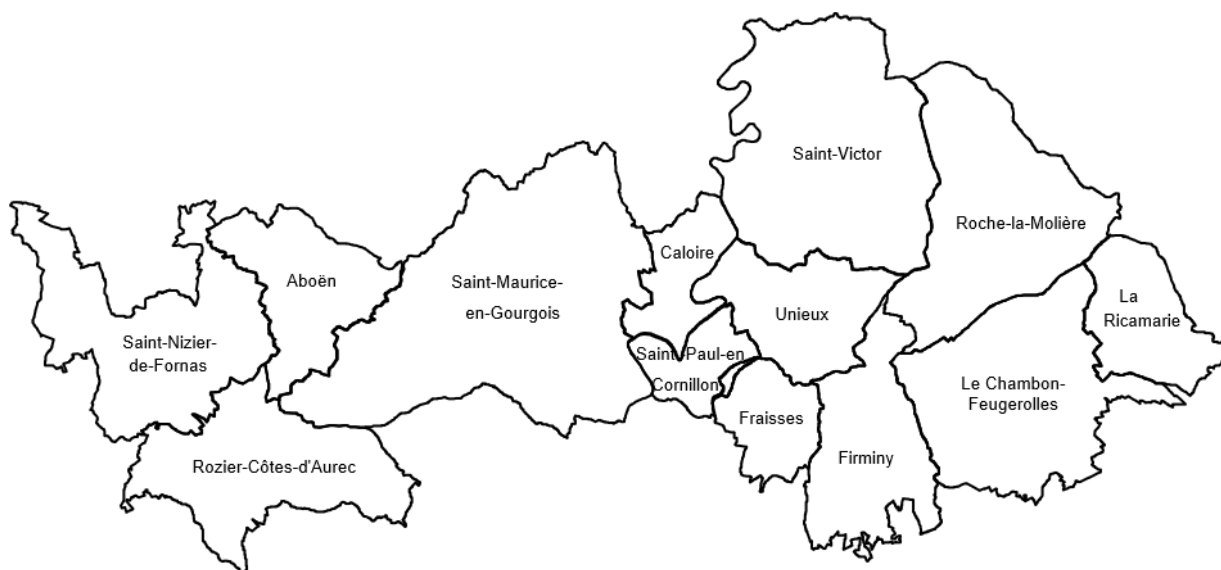 Saint-Victor
Roche-la-Molière
Caloire
Aboën
Saint-Maurice-
en-Gourgois
La
Ricamarie
Unieux
Saint-Nizier-
de-Fornas
Saint-Paul-en
Cornillon
Le Chambon-
Feugerolles
Fraisses
Firminy
Rozier-Côtes-d'Aurec